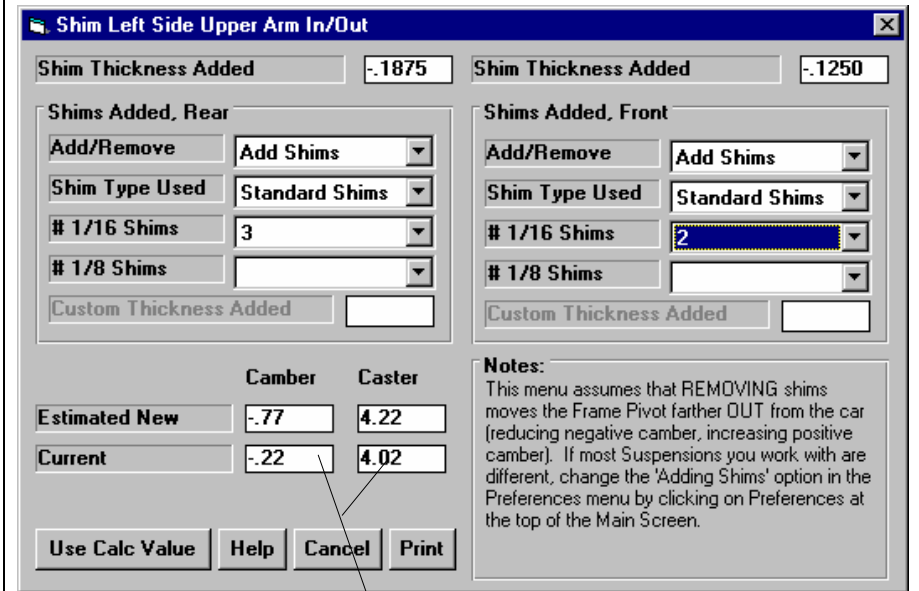 Shim Left Side Upper Arm In/Out
Shim Thickness Added -.1875
Shim Thickness Added -.1250
Shims Added, Rear
Add/Remove Add Shims
Shim Type Used Standard Shims
# 1/16 Shims 3
# 1/8 Shims
Custom Thickness Added
Shims Added, Front
Add/Remove Add Shims
Shim Type Used Standard Shims
# 1/16 Shims 2
# 1/8 Shims
Custom Thickness Added
Camber Caster
Estimated New -.77 4.22
Current -.22 4.02
Notes:
This menu assumes that REMOVING shims
moves the Frame Pivot farther OUT from the car
(reducing negative camber, increasing positive
camber). If most Suspensions you work with are
different, change the 'Adding Shims' option in the
Preferences menu by clicking on Preferences at
the top of the Main Screen.
Use Calc Value Help Cancel Print